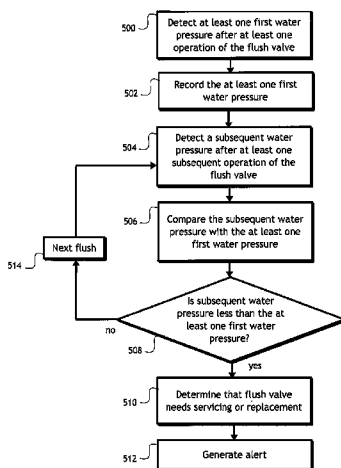 500
Detect at least one first water
pressure after at least one
operation of the flush valve
502
Record the at least one first
water pressure
504
Detect a subsequent water
pressure after at least one
subsequent operation of the
flush valve
506
Compare the subsequent water
pressure with the at least one
first water pressure
Next flush
514
Is subsequent water
pressure less than the at
least one first water
pressure?
no
508
yes
510
Determine that flush valve
needs servicing or replacement
512
Generate alert